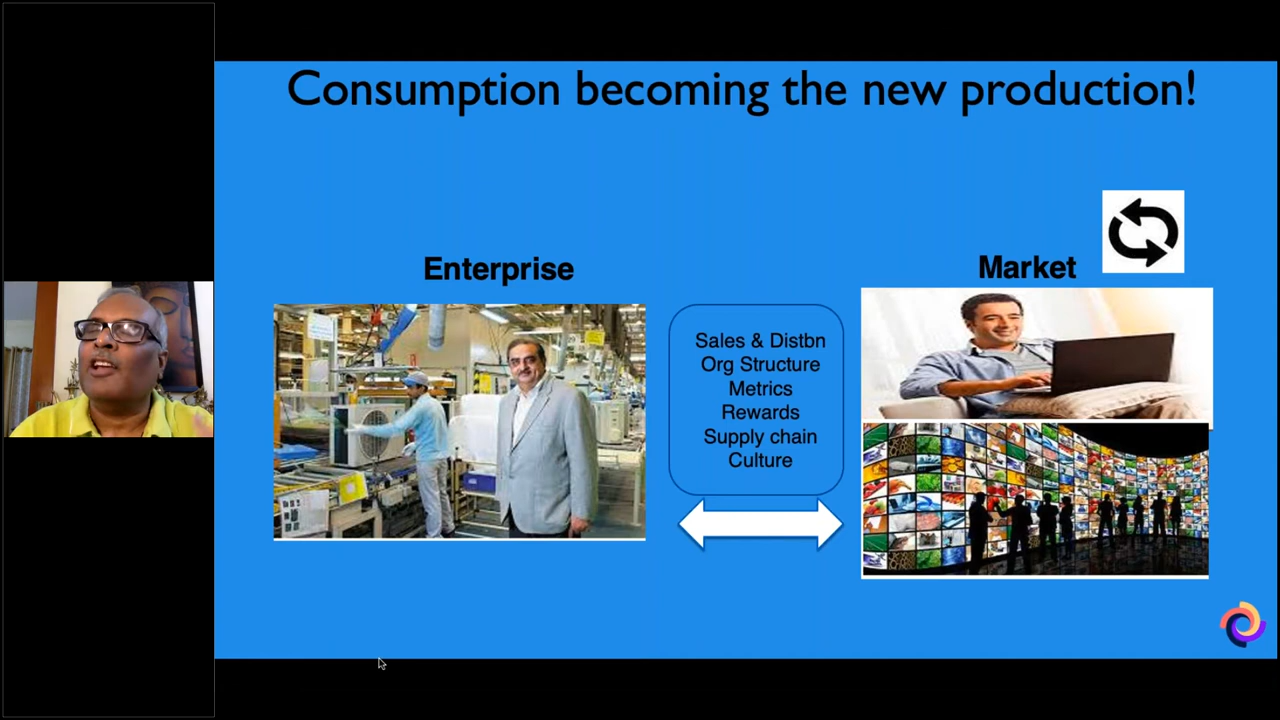 Consumption becoming the new production!
Enterprise
Market
Sales & Distbn
Org Structure
Metrics
Rewards
Supply chain
Culture